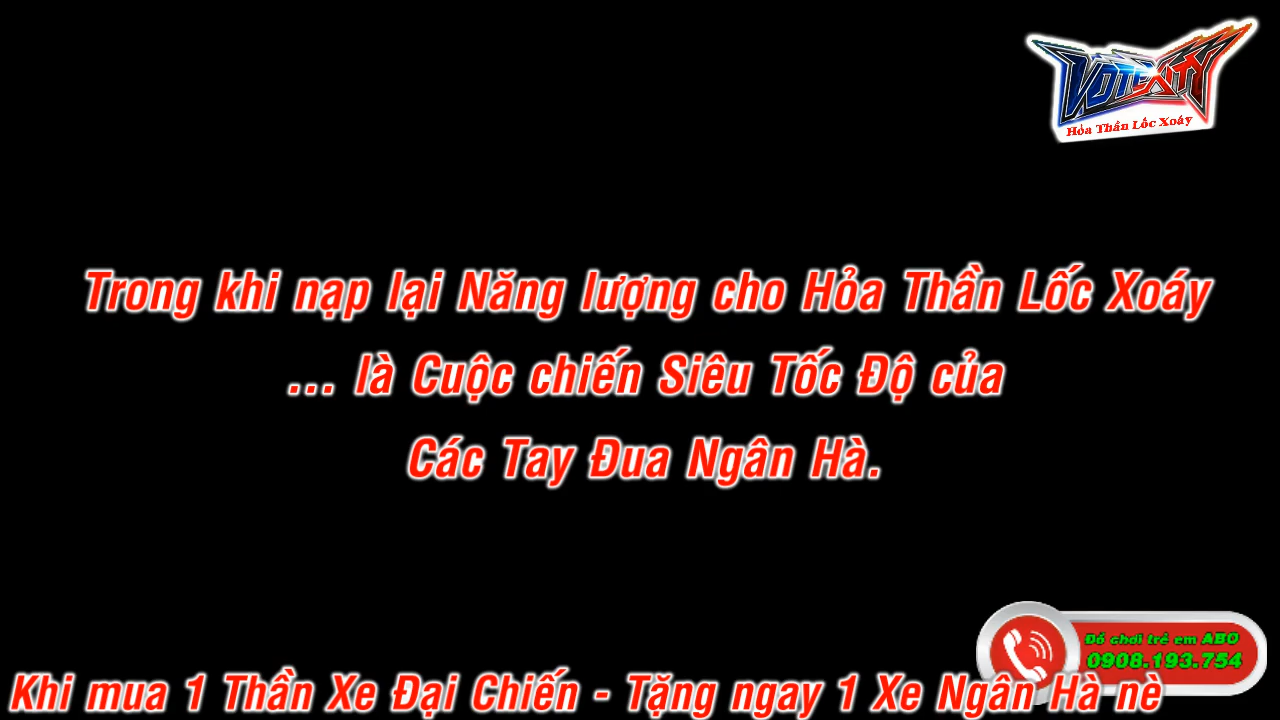 VOTEXITY
Hỏa Thần Lốc Xoáy
Trong khi nạp lại Năng lượng cho Hỏa Thần Lốc Xoáy
... là Cuộc chiến Siêu Tốc Độ của
Các Tay Đua Ngân Hà.
Đồ chơi trẻ em ABO
0908.193.754
Khi mua 1 Thần Xe Đại Chiến - Tặng ngay 1 Xe Ngân Hà nè